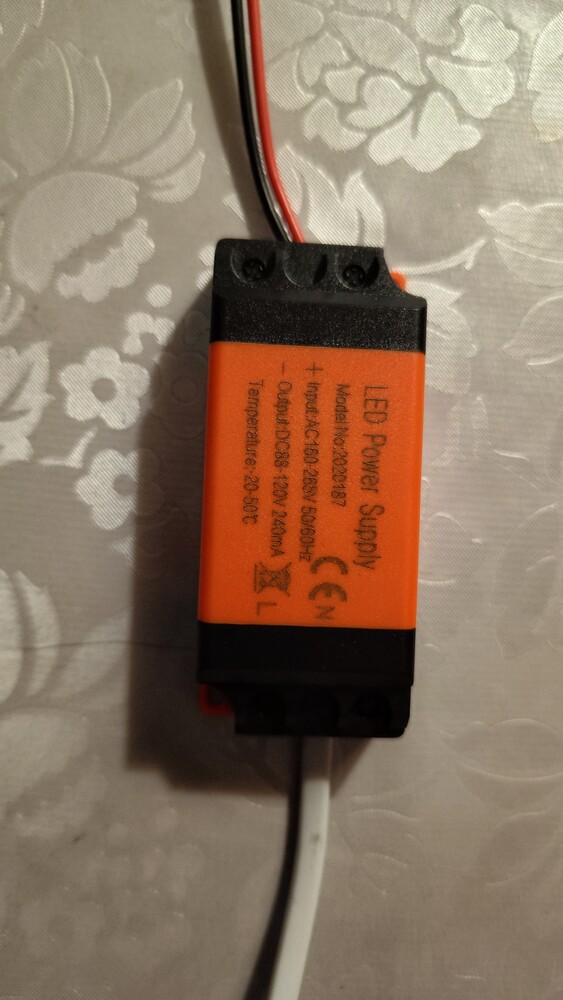 LED Power Supply
Model No:2020187
+ Input:AC160-265V 50/60Hz
- Output:DC88-120V 240mA
Temperature:-20-50℃
CE N
L